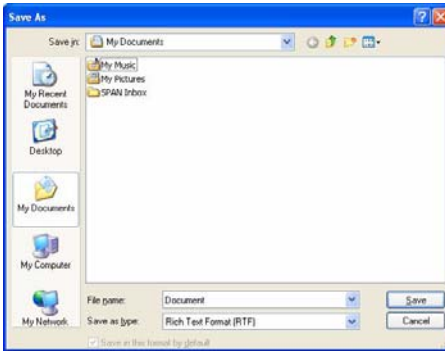 Save As
Save in: My Documents
My Music
My Pictures
SPAN Inbox
My Recent
Documents
Desktop
My Documents
My Computer
My Network
File name: Document Save
Save as type: Rich Text Format (RTF) Cancel
Save in this format by default